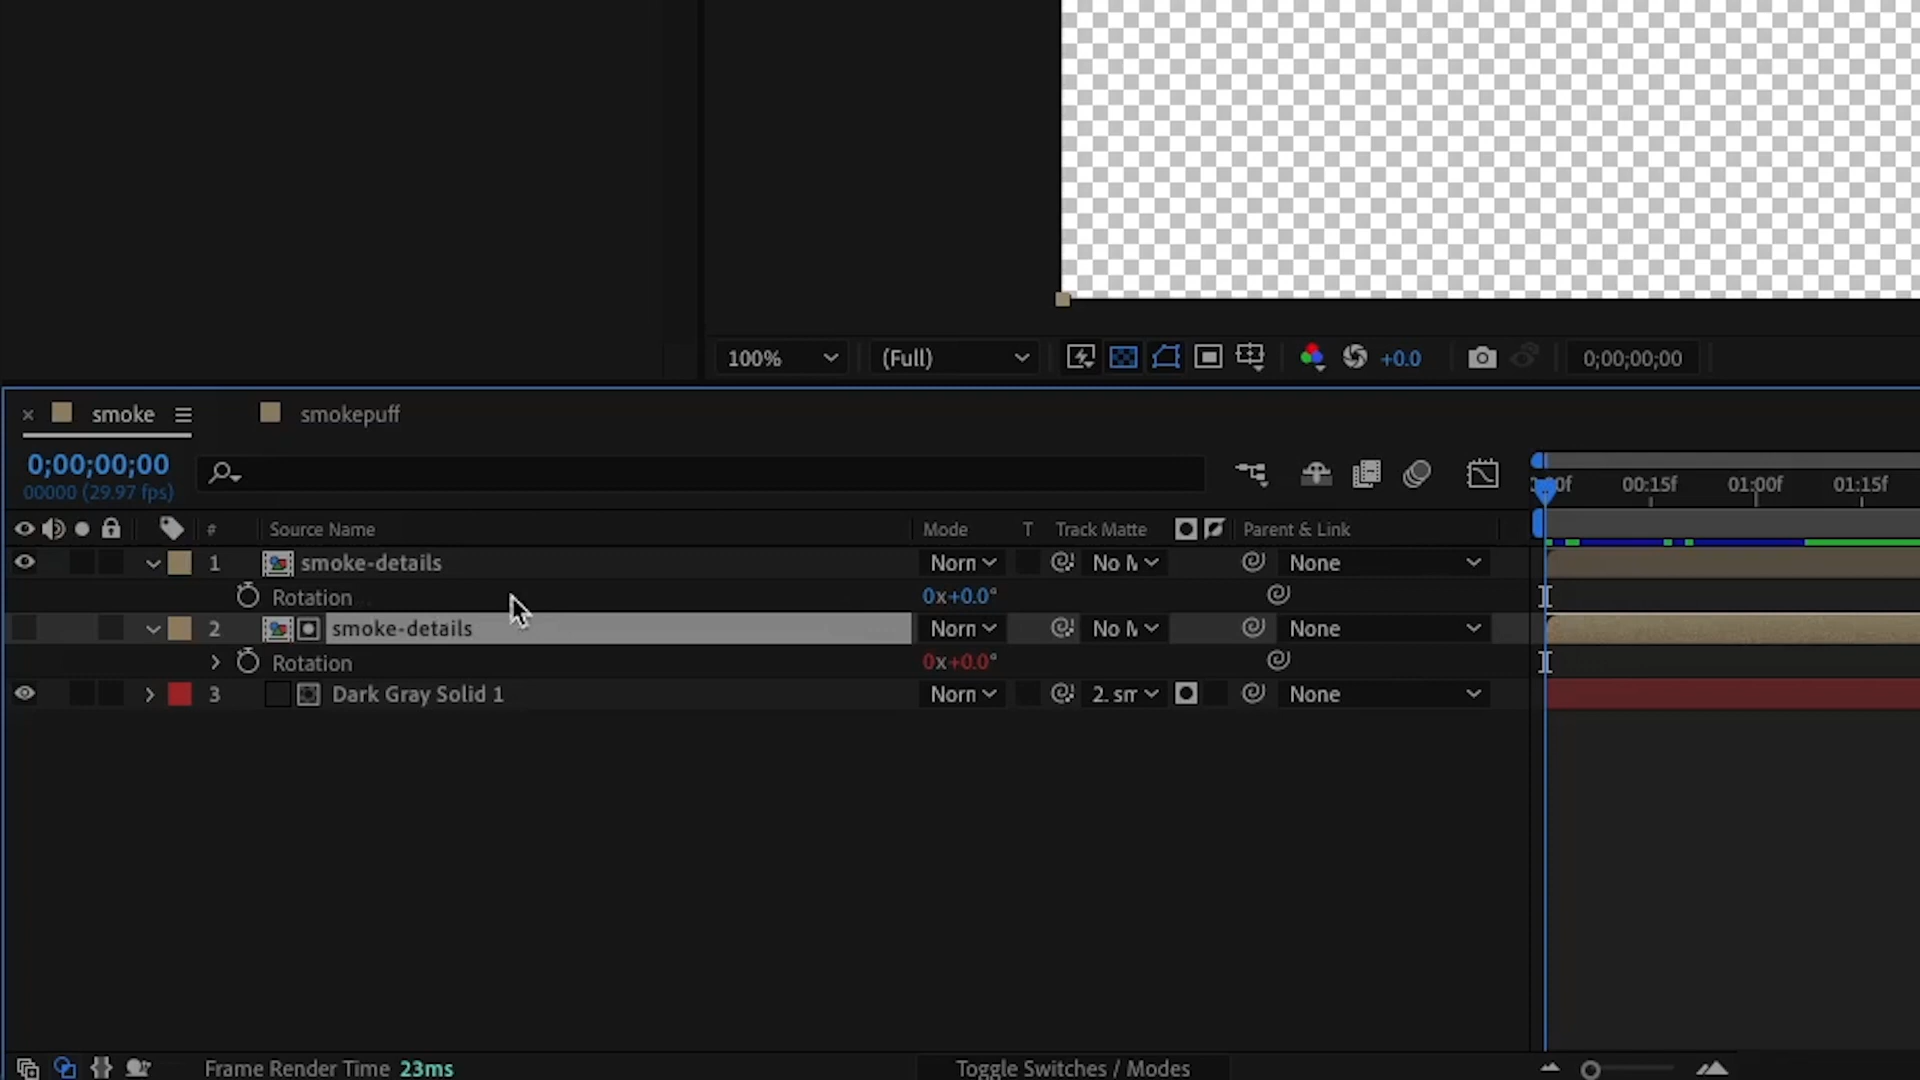 100% (Full) +0.0 0;00;00;00
smoke smokepuff
0;00;00;00
00000 (29.97 fps)
00:15f 01:00f 01:15f
# Source Name Mode T Track Matte Parent & Link
1 smoke-details Norn No M None
Rotation 0x+0.0°
2 smoke-details Norn No M None
Rotation 0x+0.0°
3 Dark Gray Solid 1 Norn 2. sm None
Frame Render Time 23ms Toggle Switches / Modes